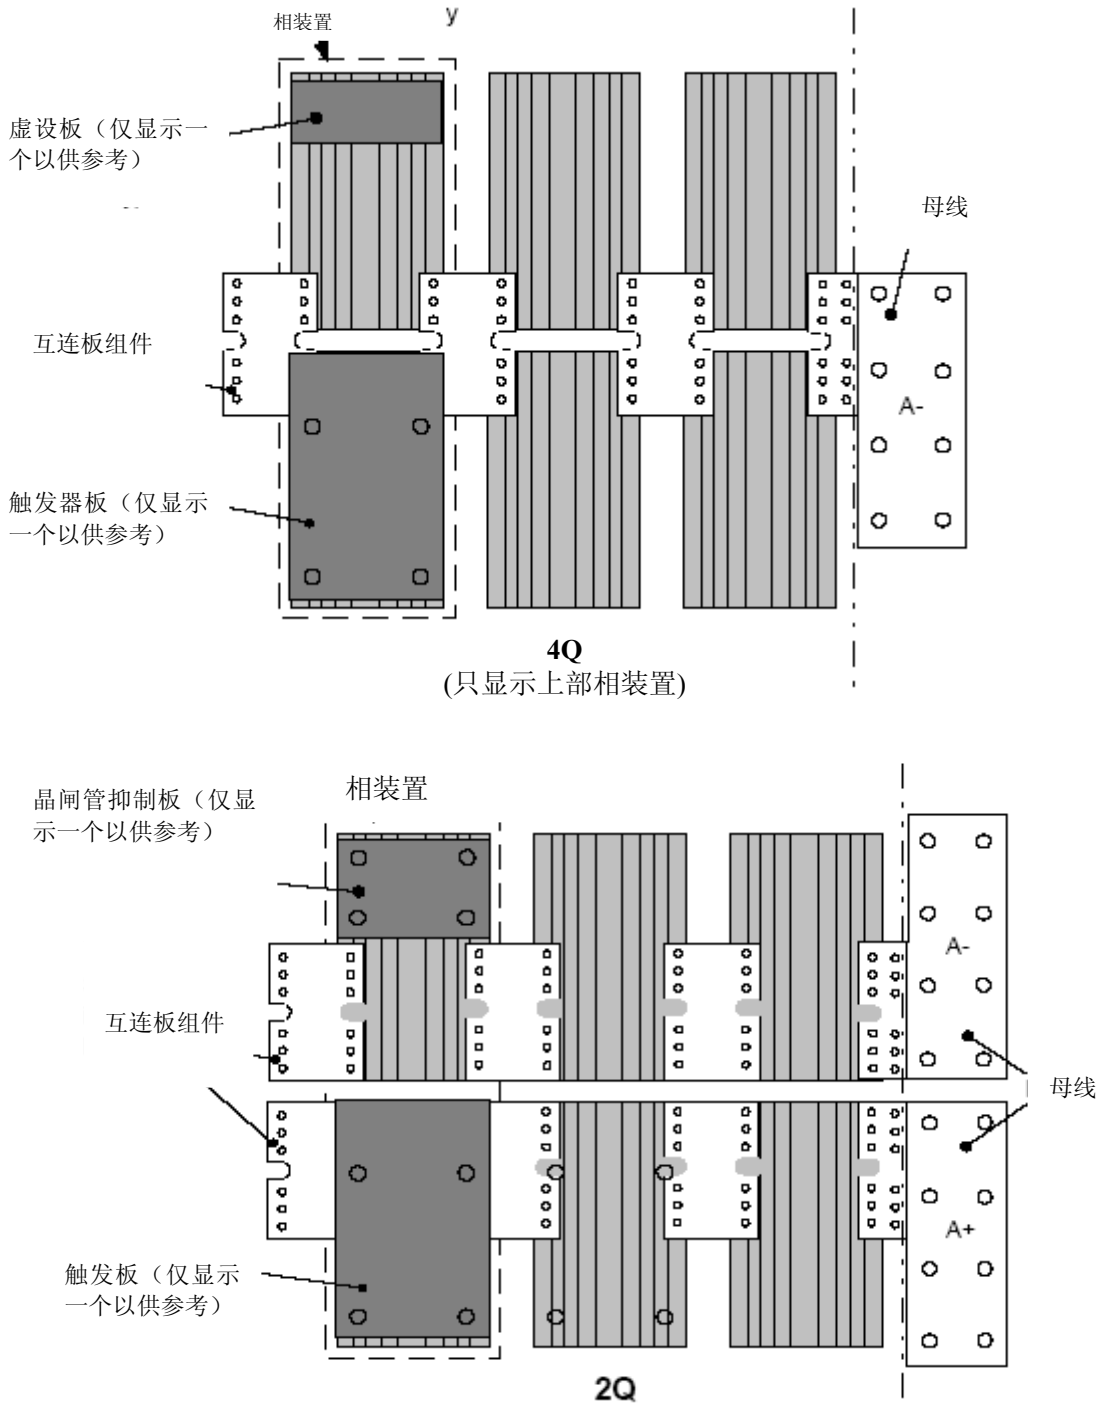 相装置
y
虚设板（仅显示一
个以供参考）
母线
互连板组件
A-
触发器板（仅显示
一个以供参考）
4Q
(只显示上部相装置)
相装置
晶闸管抑制板（仅显
示一个以供参考）
A-
互连板组件
母线
A+
触发板（仅显示
一个以供参考）
2Q